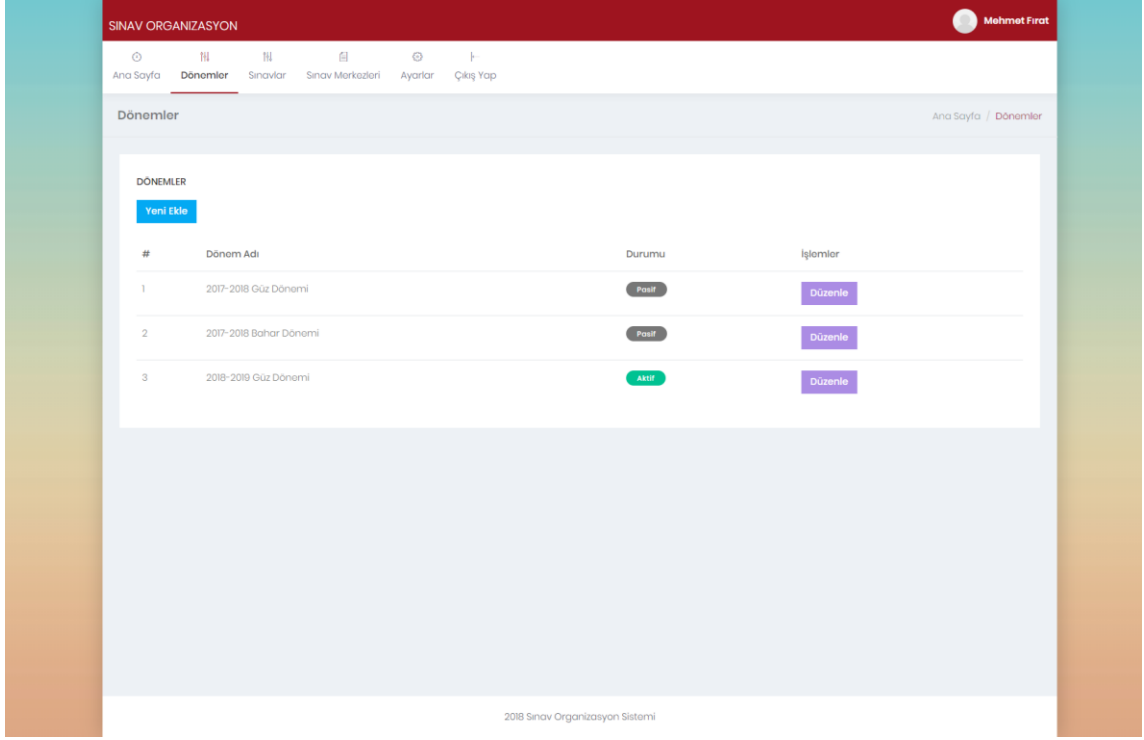 SINAV ORGANIZASYON
Mehmet Fırat
Ana Sayfa Dönemler Sınavlar Sınav Merkezleri Ayarlar Çıkış Yap
Dönemler
Ana Sayfa / Dönemler
DÖNEMLER
Yeni Ekle
# Dönem Adı Durumu İşlemler
1 2017-2018 Güz Dönemi Pasif Düzenle
2 2017-2018 Bahar Dönemi Pasif Düzenle
3 2018-2019 Güz Dönemi Aktif Düzenle
2018 Sınav Organizasyon Sistemi